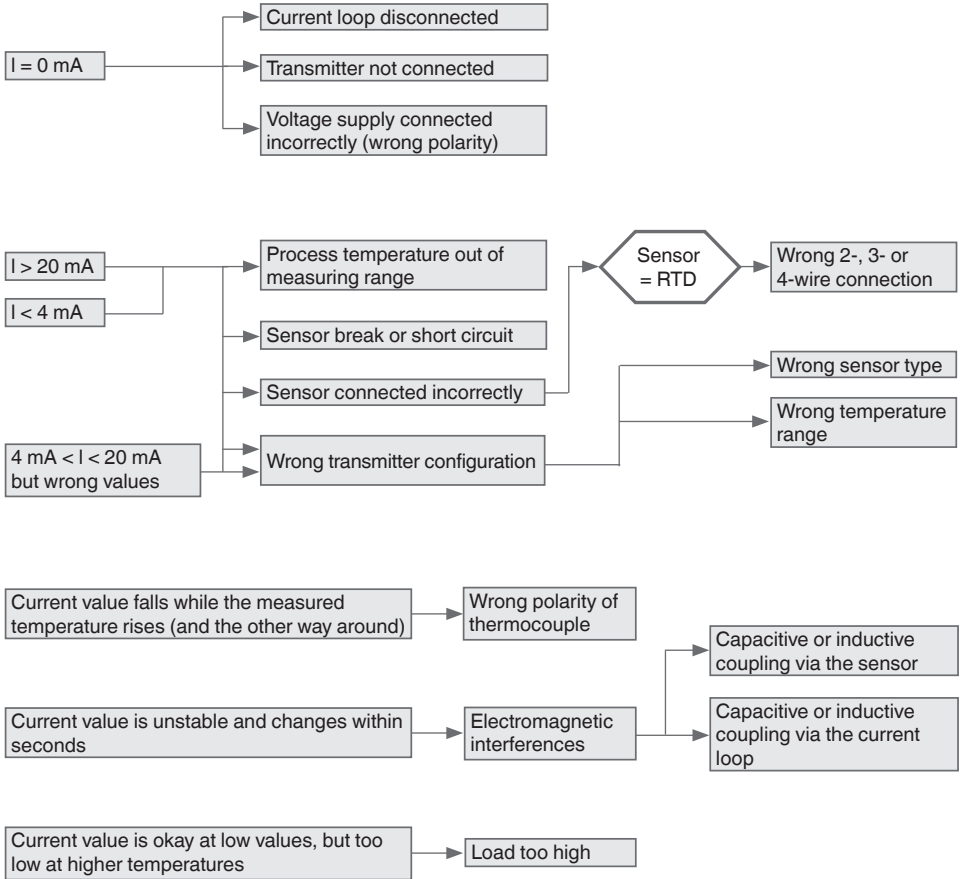 I = 0 mA
Current loop disconnected
Transmitter not connected
Voltage supply connected
incorrectly (wrong polarity)
I > 20 mA
I < 4 mA
4 mA < I < 20 mA
but wrong values
Process temperature out of
measuring range
Sensor break or short circuit
Sensor connected incorrectly
Wrong transmitter configuration
Sensor
= RTD
Wrong 2-, 3- or
4-wire connection
Wrong sensor type
Wrong temperature
range
Current value falls while the measured
temperature rises (and the other way around)
Wrong polarity of
thermocouple
Current value is unstable and changes within
seconds
Electromagnetic
interferences
Capacitive or inductive
coupling via the sensor
Capacitive or inductive
coupling via the current
loop
Current value is okay at low values, but too
low at higher temperatures
Load too high